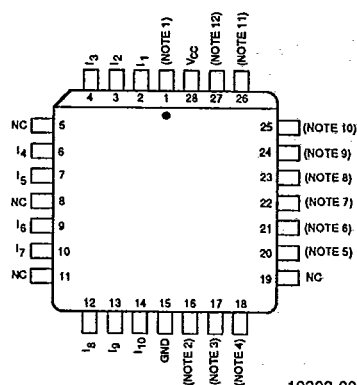 I3 I2 I1 (NOTE 1) VCC (NOTE 12) (NOTE 11)
4 3 2 1 28 27 26
NC 5
I4 6
I5 7
NC 8
I6 9
I7 10
NC 11
25 (NOTE 10)
24 (NOTE 9)
23 (NOTE 8)
22 (NOTE 7)
21 (NOTE 6)
20 (NOTE 5)
19 NC
12 13 14 15 16 17 18
I8 I9 I10 GND (NOTE 2) (NOTE 3) (NOTE 4)